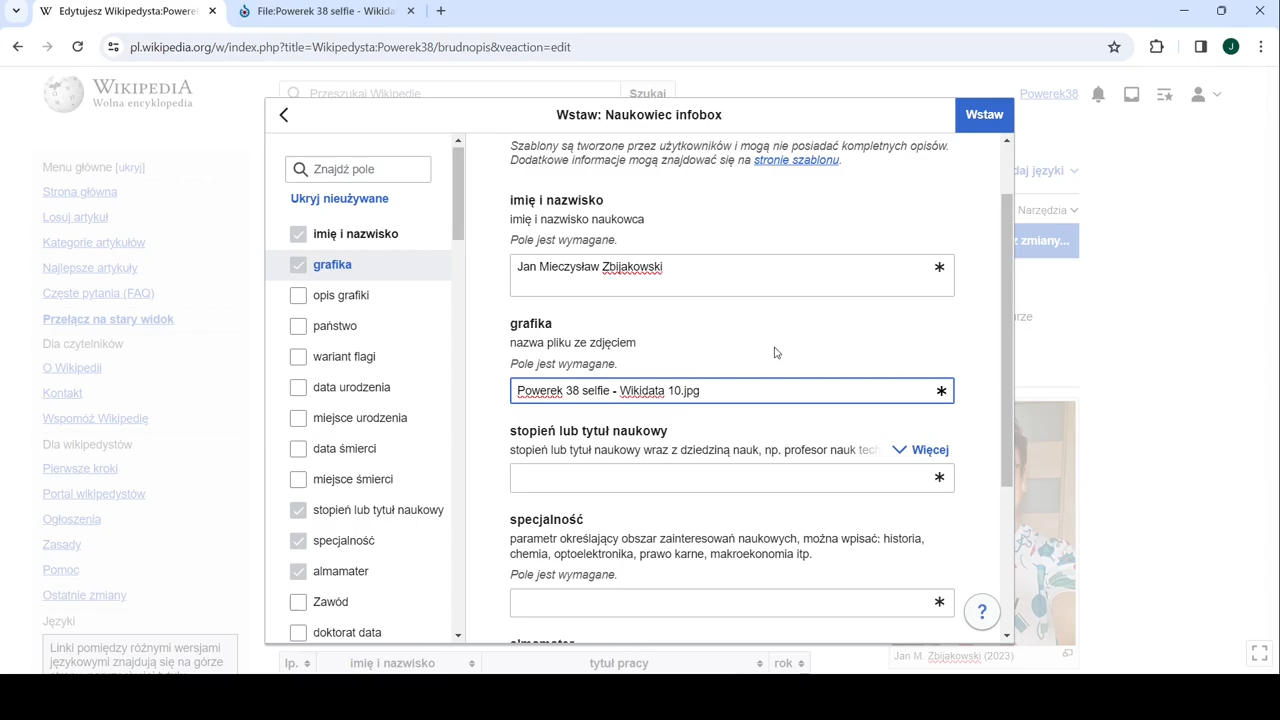 Edytujesz Wikipedysta:Powerek
File:Powerek 38 selfie - Wikida
pl.wikipedia.org/w/index.php?title=Wikipedysta:Powerek38/brudnopis&veaction=edit
J
WIKIPEDIA
Wolna encyklopedia
Przeszukaj Wikipedię
Szukaj
Powerek38
Wstaw: Naukowiec infobox
Wstaw
Menu główne [ukryj]
Strona główna
Losuj artykuł
Kategorie artykułów
Najlepsze artykuły
Częste pytania (FAQ)
Przełącz na stary widok
Dla czytelników
O Wikipedii
Kontakt
Wspomóż Wikipedię
Dla wikipedystów
Pierwsze kroki
Portal wikipedystów
Ogłoszenia
Zasady
Pomoc
Ostatnie zmiany
Języki
Linki pomiędzy różnymi wersjami
językowymi znajdują się na górze
Znajdź pole
Ukryj nieużywane
imię i nazwisko
grafika
opis grafiki
państwo
wariant flagi
data urodzenia
miejsce urodzenia
data śmierci
miejsce śmierci
stopień lub tytuł naukowy
specjalność
almamater
Zawód
doktorat data
Szablony są tworzone przez użytkowników i mogą nie posiadać kompletnych opisów.
Dodatkowe informacje mogą znajdować się na stronie szablonu.
imię i nazwisko
imię i nazwisko naukowca
Pole jest wymagane.
Jan Mieczysław Zbijakowski *
grafika
nazwa pliku ze zdjęciem
Pole jest wymagane.
Powerek 38 selfie - Wikidata 10.jpg *
stopień lub tytuł naukowy
stopień lub tytuł naukowy wraz z dziedziną nauk, np. profesor nauk tech Więcej
*
specjalność
parametr określający obszar zainteresowań naukowych, można wpisać: historia,
chemia, optoelektronika, prawo karne, makroekonomia itp.
Pole jest wymagane.
*
almamater
?
daj języki
Narzędzia
z zmiany...
rze
lp. imię i nazwisko tytuł pracy rok
Jan M. Zbijakowski (2023)